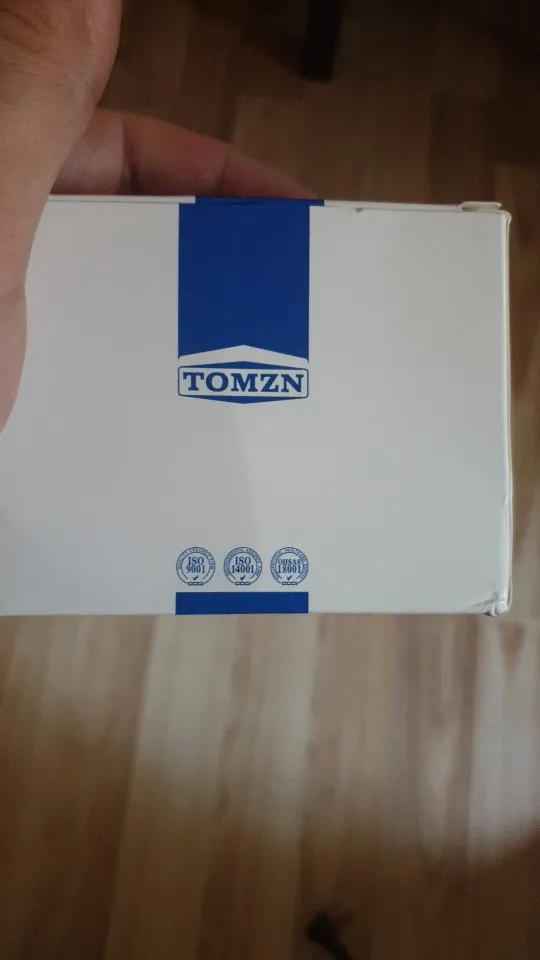 TOMZN
ISO
9001
ISO
14001
OHSAS
18001